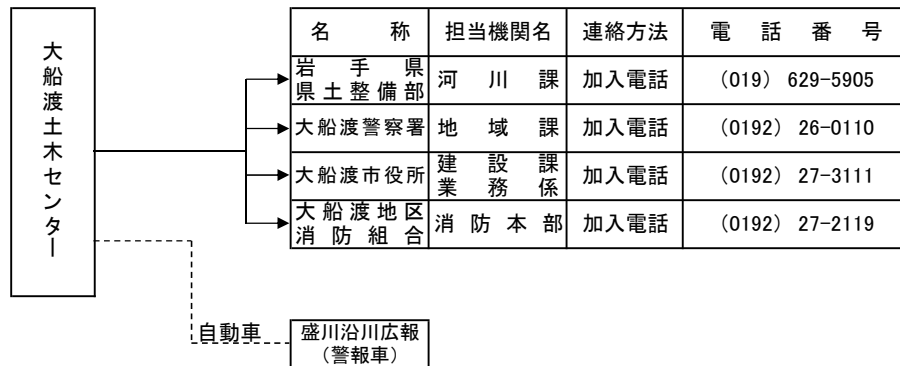 大船渡土木センター
名称 担当機関名 連絡方法 電話番号
岩手県
県土整備部 河川課 加入電話 (019) 629-5905
大船渡警察署 地域課 加入電話 (0192) 26-0110
大船渡市役所 建設課
業務係 加入電話 (0192) 27-3111
大船渡地区
消防組合 消防本部 加入電話 (0192) 27-2119
自動車 盛川沿川広報
(警報車)